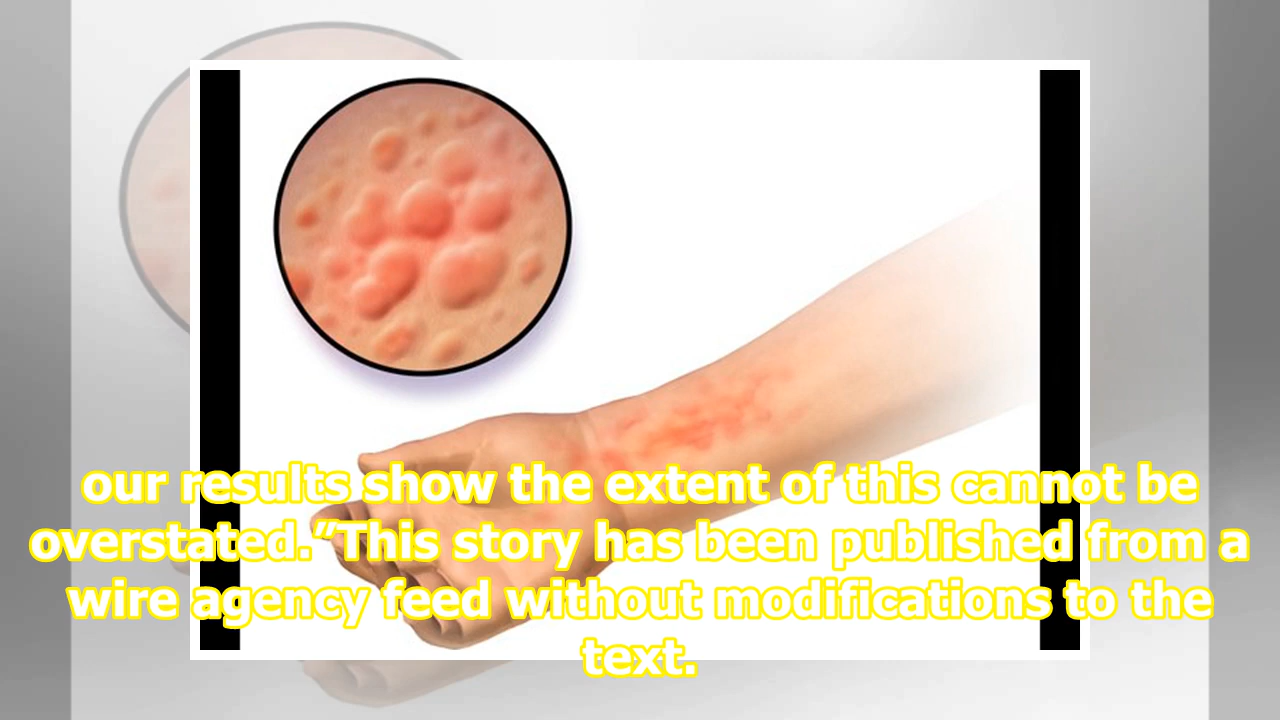 our results show the extent of this cannot be
overstated.”This story has been published from a
wire agency feed without modifications to the
text.